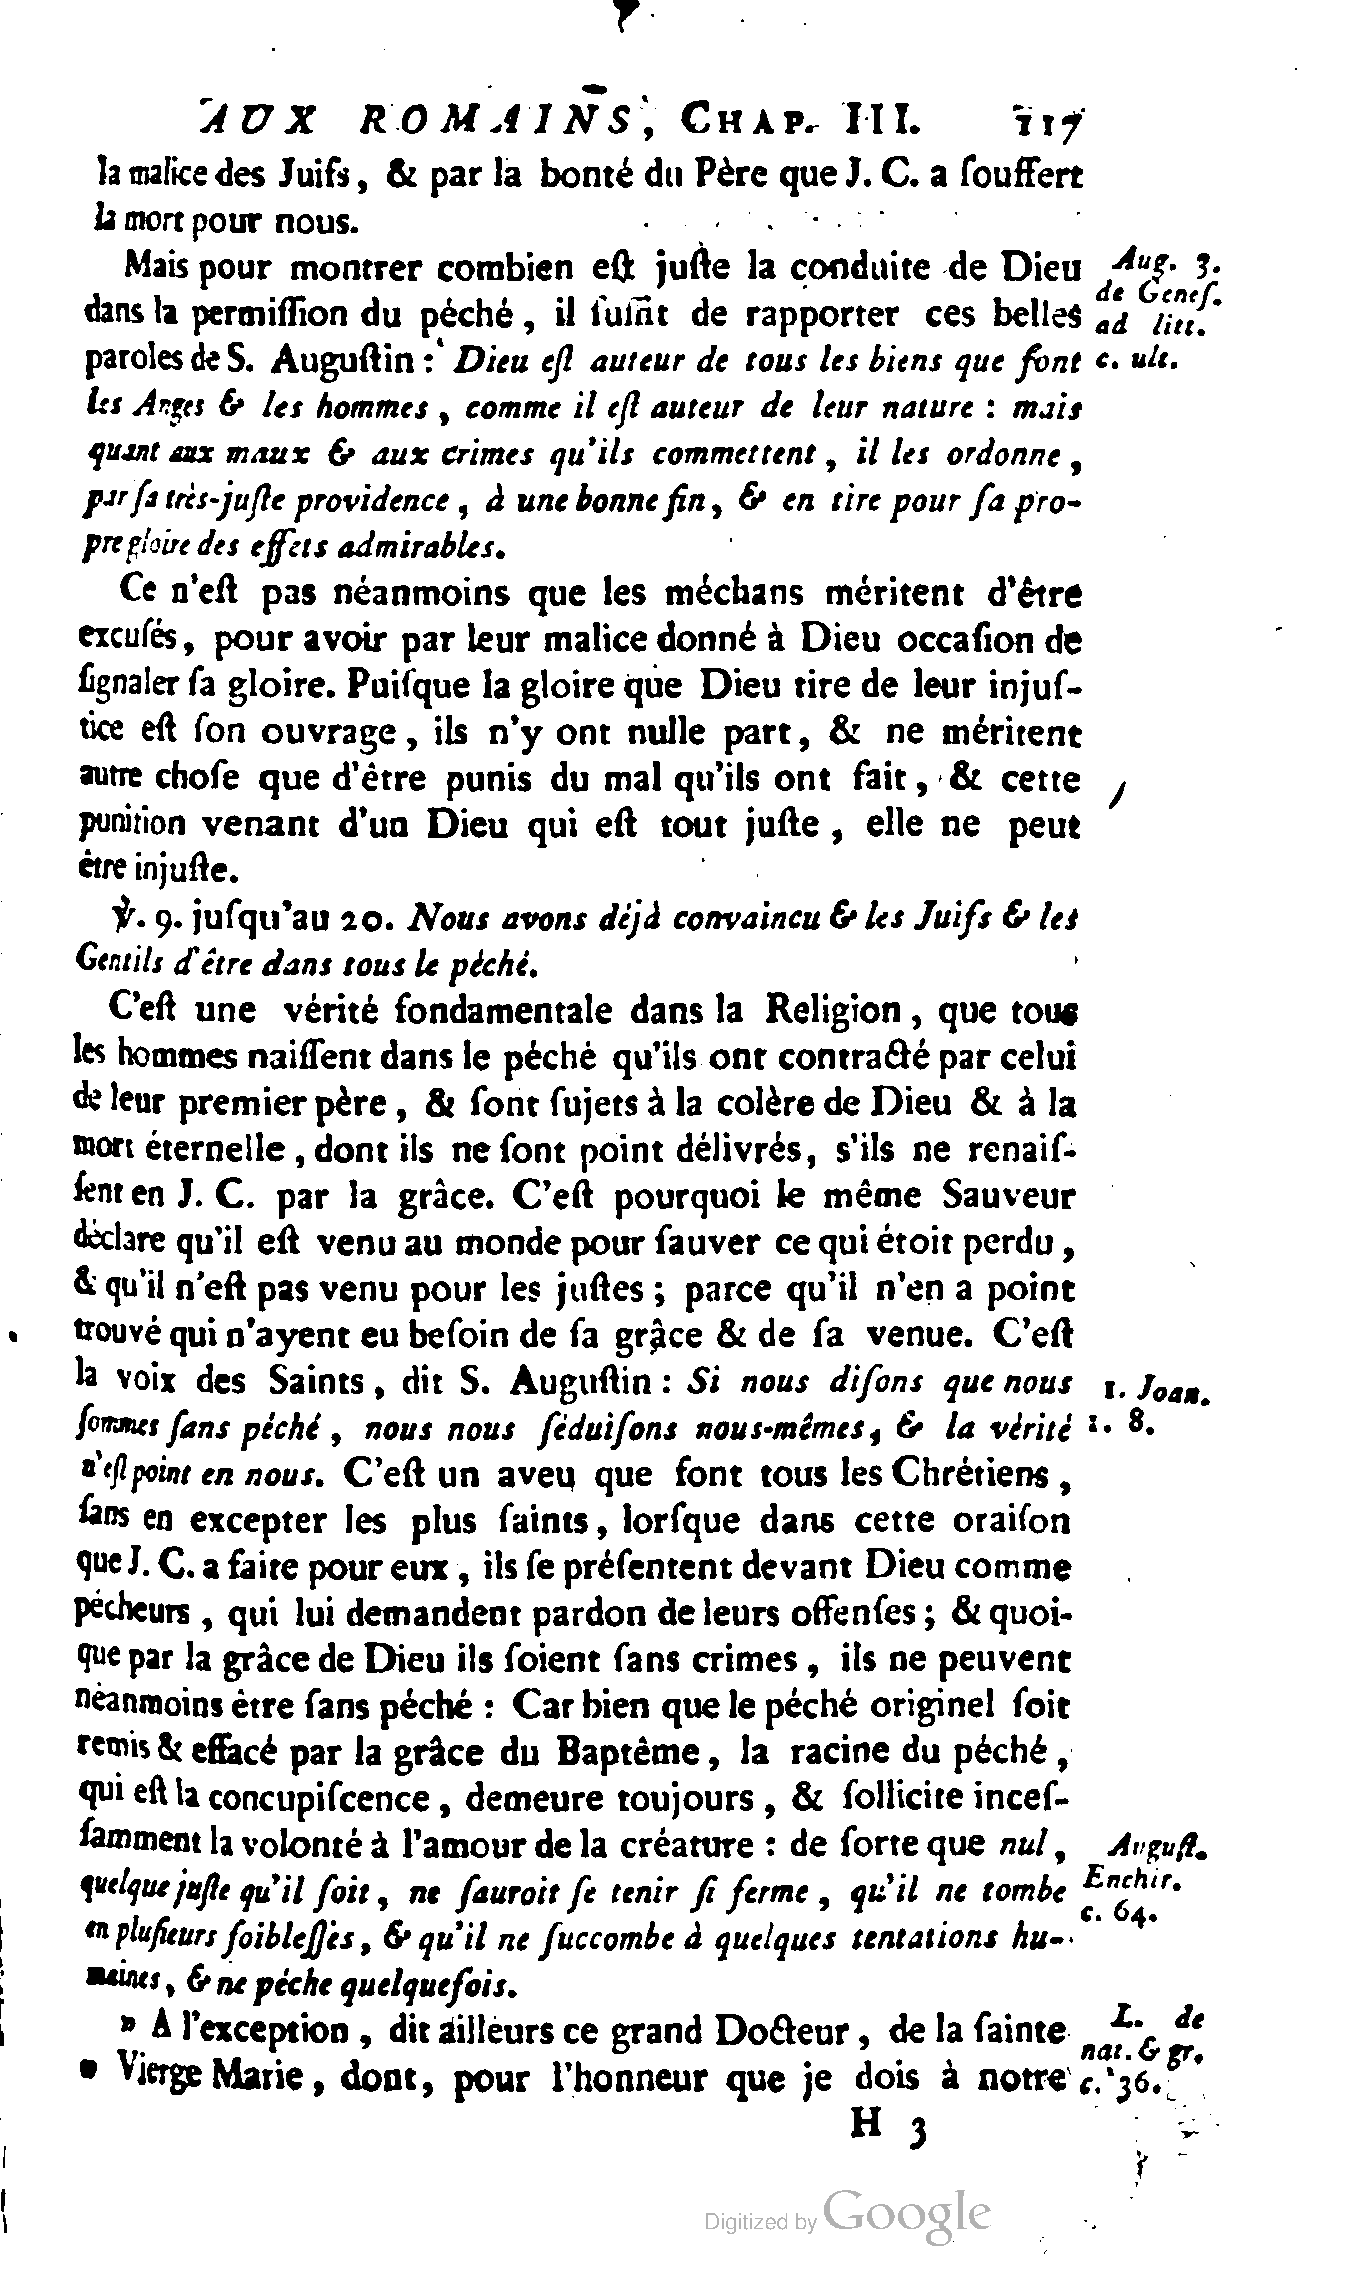 AUX ROMAINS, CHAP. III. 117
la malice des Juifs, & par la bonté du Père que J. C. a ſouffert
la mort pour nous.
Mais pour montrer combien eſt juſte la conduite de Dieu
dans la permiſſion du péché, il ſuffit de rapporter ces belles
paroles de S. Auguſtin : Dieu eſt auteur de tous les biens que font
les Anges & les hommes, comme il eſt auteur de leur nature : mais
quant aux maux & aux crimes qu'ils commettent, il les ordonne,
par ſa très-juſte providence, à une bonne fin, & en tire pour ſa pro-
pre gloire des effets admirables.
Aug. 3.
de Geneſ.
ad litt.
c. ult.
Ce n'eſt pas néanmoins que les méchans méritent d'être
excuſés, pour avoir par leur malice donné à Dieu occaſion de
ſignaler ſa gloire. Puiſque la gloire que Dieu tire de leur injuſ-
tice eſt ſon ouvrage, ils n'y ont nulle part, & ne méritent
autre choſe que d'être punis du mal qu'ils ont fait, & cette
punition venant d'un Dieu qui eſt tout juſte, elle ne peut
être injuſte.
℣. 9. juſqu'au 20. Nous avons déjà convaincu & les Juifs & les
Gentils d'être dans tous le péché.
C'eſt une vérité fondamentale dans la Religion, que tous
les hommes naiſſent dans le péché qu'ils ont contracté par celui
de leur premier père, & ſont ſujets à la colère de Dieu & à la
mort éternelle, dont ils ne ſont point délivrés, s'ils ne renaiſ-
ſent en J. C. par la grâce. C'eſt pourquoi le même Sauveur
déclare qu'il eſt venu au monde pour ſauver ce qui étoit perdu,
& qu'il n'eſt pas venu pour les juſtes ; parce qu'il n'en a point
trouvé qui n'ayent eu beſoin de ſa grâce & de ſa venue. C'eſt
la voix des Saints, dit S. Auguſtin : Si nous diſons que nous
ſommes ſans péché, nous nous ſéduiſons nous-mêmes, & la vérité
n'eſt point en nous. C'eſt un aveu que font tous les Chrétiens,
1. Joan.
1. 8.
ſans en excepter les plus ſaints, lorſque dans cette oraiſon
que J. C. a faite pour eux, ils ſe préſentent devant Dieu comme
pécheurs, qui lui demandent pardon de leurs offenſes ; & quoi-
que par la grâce de Dieu ils ſoient ſans crimes, ils ne peuvent
néanmoins être ſans péché : Car bien que le péché originel ſoit
remis & effacé par la grâce du Baptême, la racine du péché,
qui eſt la concupiſcence, demeure toujours, & ſollicite inceſ-
ſamment la volonté à l'amour de la créature : de ſorte que nul,
quelque juſte qu'il ſoit, ne ſauroit ſe tenir ſi ferme, qu'il ne tombe
en pluſieurs foibleſſes, & qu'il ne ſuccombe à quelques tentations hu-
maines, & ne péche quelquefois.
Auguſt.
Enchir.
c. 64.
» A l'exception, dit ailleurs ce grand Docteur, de la ſainte
» Vierge Marie, dont, pour l'honneur que je dois à notre
L. de
nat. & gr.
c. 36.
H 3
Digitized by Google